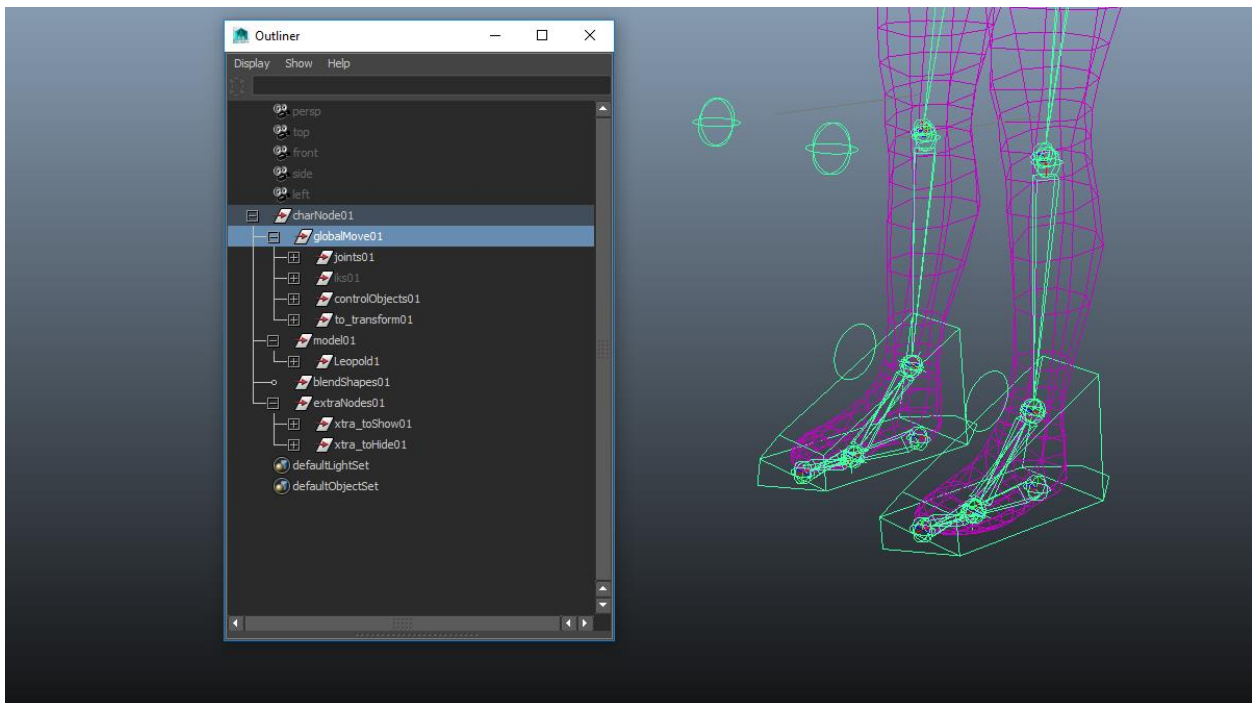 Outliner
Display Show Help
persp
top
front
side
left
charNode01
globalMove01
joints01
iks01
controlObjects01
to_transform01
model01
Leopold1
blendShapes01
extraNodes01
xtra_toShow01
xtra_toHide01
defaultLightSet
defaultObjectSet